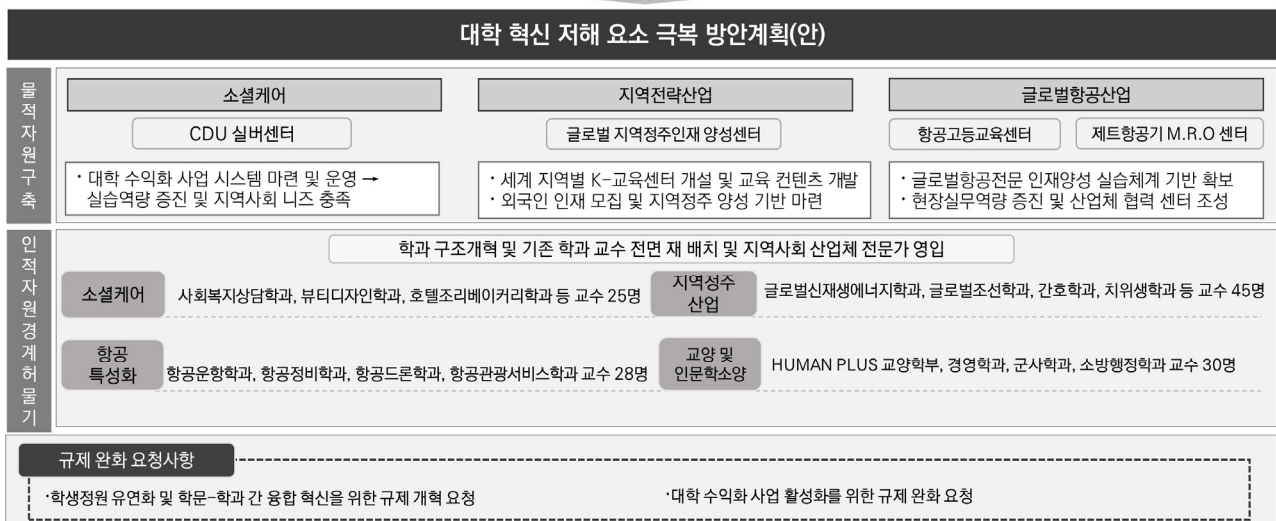 대학 혁신 저해 요소 극복 방안계획(안)
물적자원구축
소셜케어
CDU 실버센터
· 대학 수익화 사업 시스템 마련 및 운영 →
실습역량 증진 및 지역사회 니즈 충족
지역전략산업
글로벌 지역정주인재 양성센터
· 세계 지역별 K-교육센터 개설 및 교육 컨텐츠 개발
· 외국인 인재 모집 및 지역정주 양성 기반 마련
글로벌항공산업
항공고등교육센터
제트항공기 M.R.O 센터
· 글로벌항공전문 인재양성 실습체계 기반 확보
· 현장실무역량 증진 및 산업체 협력 센터 조성
인적자원경계허물기
학과 구조개혁 및 기존 학과 교수 전면 재 배치 및 지역사회 산업체 전문가 영입
소셜케어
사회복지상담학과, 뷰티디자인학과, 호텔조리베이커리학과 등 교수 25명
지역정주
산업
글로벌신재생에너지학과, 글로벌조선학과, 간호학과, 치위생학과 등 교수 45명
항공
특성화
항공운항학과, 항공정비학과, 항공드론학과, 항공관광서비스학과 교수 28명
교양 및
인문학소양
HUMAN PLUS 교양학부, 경영학과, 군사학과, 소방행정학과 교수 30명
규제 완화 요청사항
·학생정원 유연화 및 학문-학과 간 융합 혁신을 위한 규제 개혁 요청
·대학 수익화 사업 활성화를 위한 규제 완화 요청